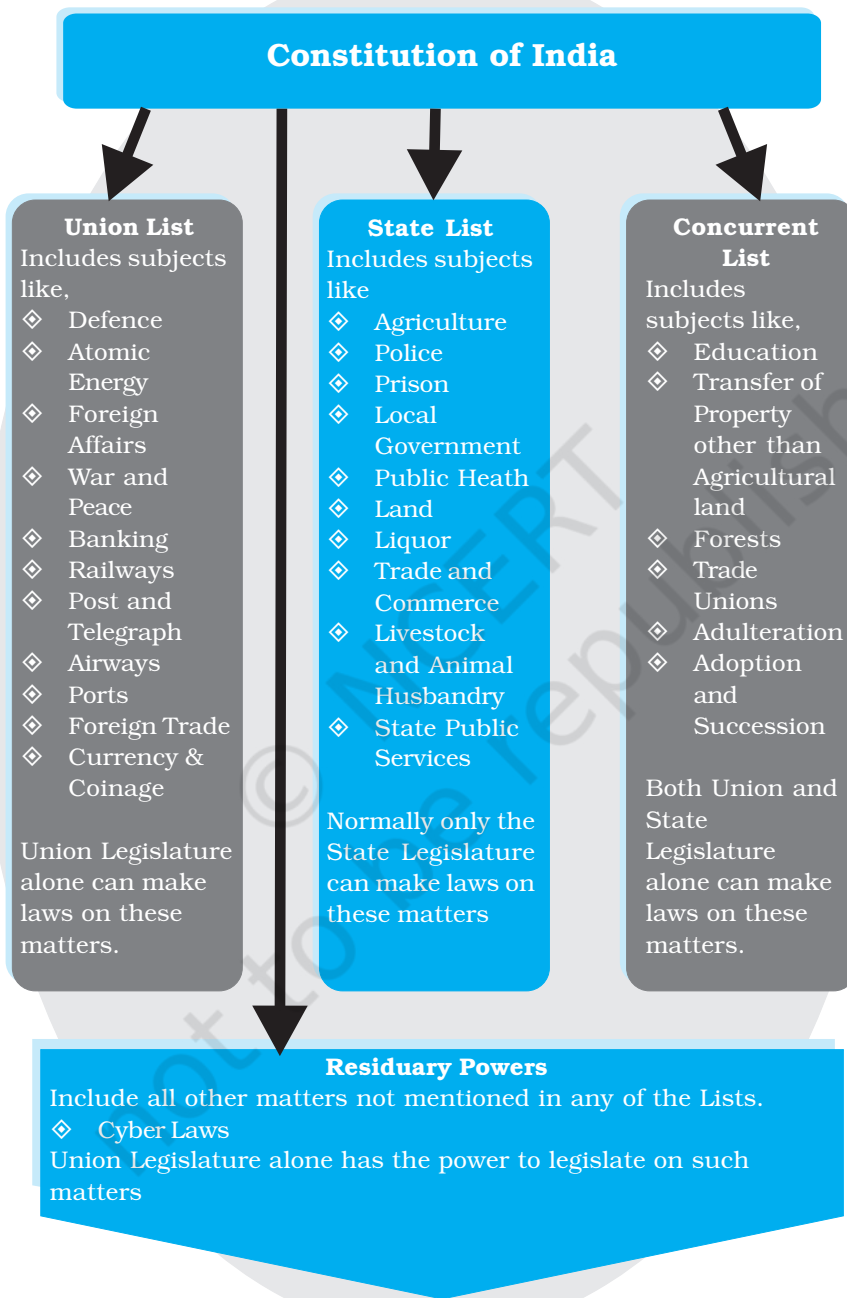 Constitution of India
Union List
Includes subjects
like,
Defence
Atomic
Energy
Foreign
Affairs
War and
Peace
Banking
Railways
Post and
Telegraph
Airways
Ports
Foreign Trade
Currency &
Coinage
Union Legislature
alone can make
laws on these
matters.
State List
Includes subjects
like
Agriculture
Police
Prison
Local
Government
Public Heath
Land
Liquor
Trade and
Commerce
Livestock
and Animal
Husbandry
State Public
Services
Normally only the
State Legislature
can make laws on
these matters
Concurrent
List
Includes
subjects like,
Education
Transfer of
Property
other than
Agricultural
land
Forests
Trade
Unions
Adulteration
Adoption
and
Succession
Both Union and
State
Legislature
alone can make
laws on these
matters.
Residuary Powers
Include all other matters not mentioned in any of the Lists.
Cyber Laws
Union Legislature alone has the power to legislate on such
matters
© NCERT
not to be republish